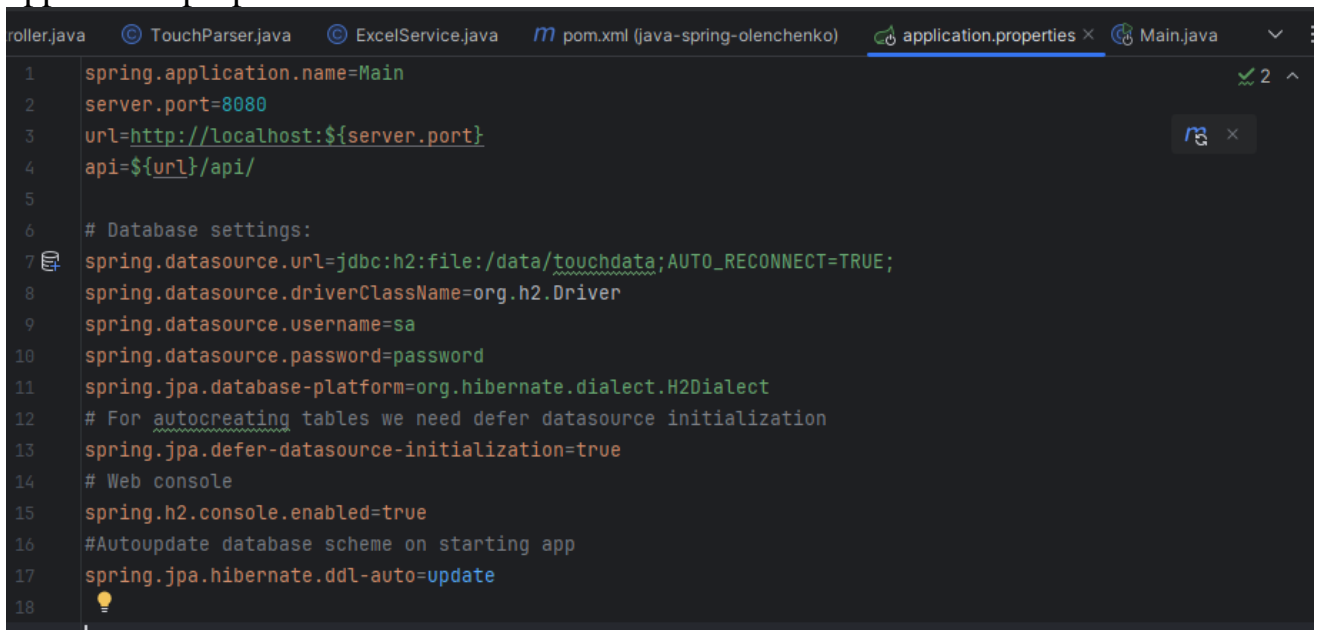 roller.java TouchParser.java ExcelService.java pom.xml (java-spring-olenchenko) application.properties Main.java
1 spring.application.name=Main
2
2 server.port=8080
3 url=http://localhost:${server.port}
4 api=${url}/api/
5
6 # Database settings:
7 spring.datasource.url=jdbc:h2:file:/data/touchdata;AUTO_RECONNECT=TRUE;
8 spring.datasource.driverClassName=org.h2.Driver
9 spring.datasource.username=sa
10 spring.datasource.password=password
11 spring.jpa.database-platform=org.hibernate.dialect.H2Dialect
12 # For autocreating tables we need defer datasource initialization
13 spring.jpa.defer-datasource-initialization=true
14 # Web console
15 spring.h2.console.enabled=true
16 #Autoupdate database scheme on starting app
17 spring.jpa.hibernate.ddl-auto=update
18